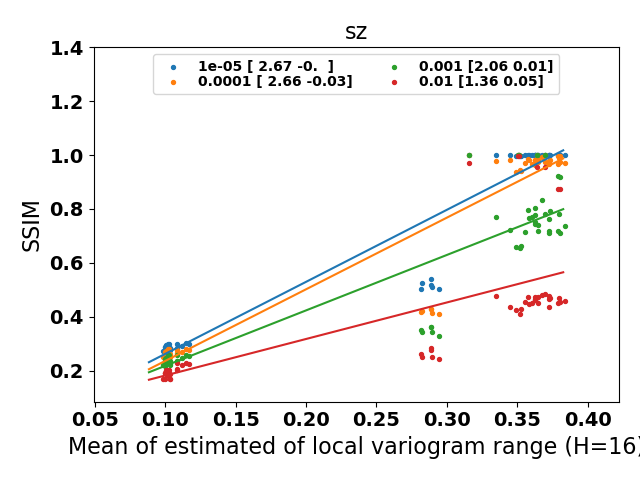 sz
1.4
1e-05 [ 2.67 -0.  ]
0.001 [2.06 0.01]
0.0001 [ 2.66 -0.03]
0.01 [1.36 0.05]
1.2
1.0
0.8
0.6
0.4
0.2
SSIM
0.05 0.10 0.15 0.20 0.25 0.30 0.35 0.40
Mean of estimated of local variogram range (H=16)